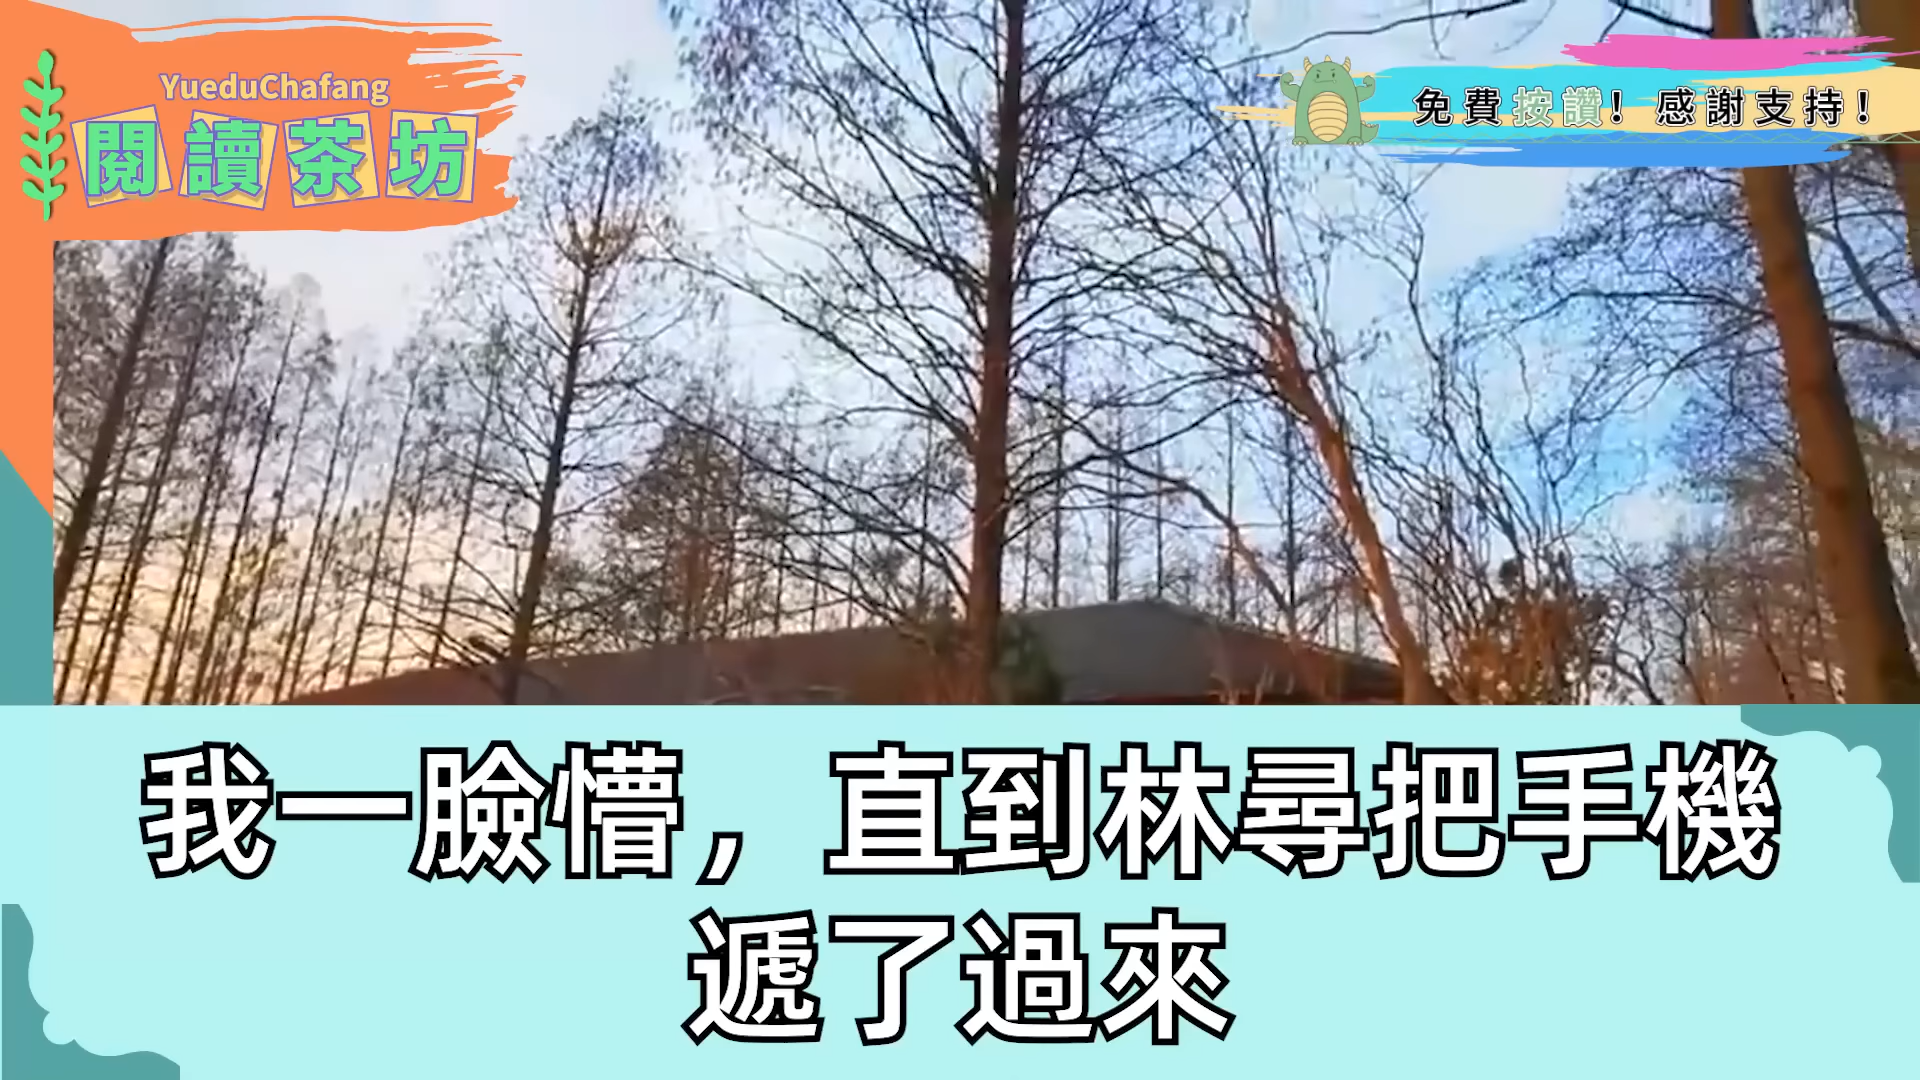 YueduChafang
閱讀茶坊
免費按讚！感謝支持！
我一臉懵，直到林尋把手機
遞了過來